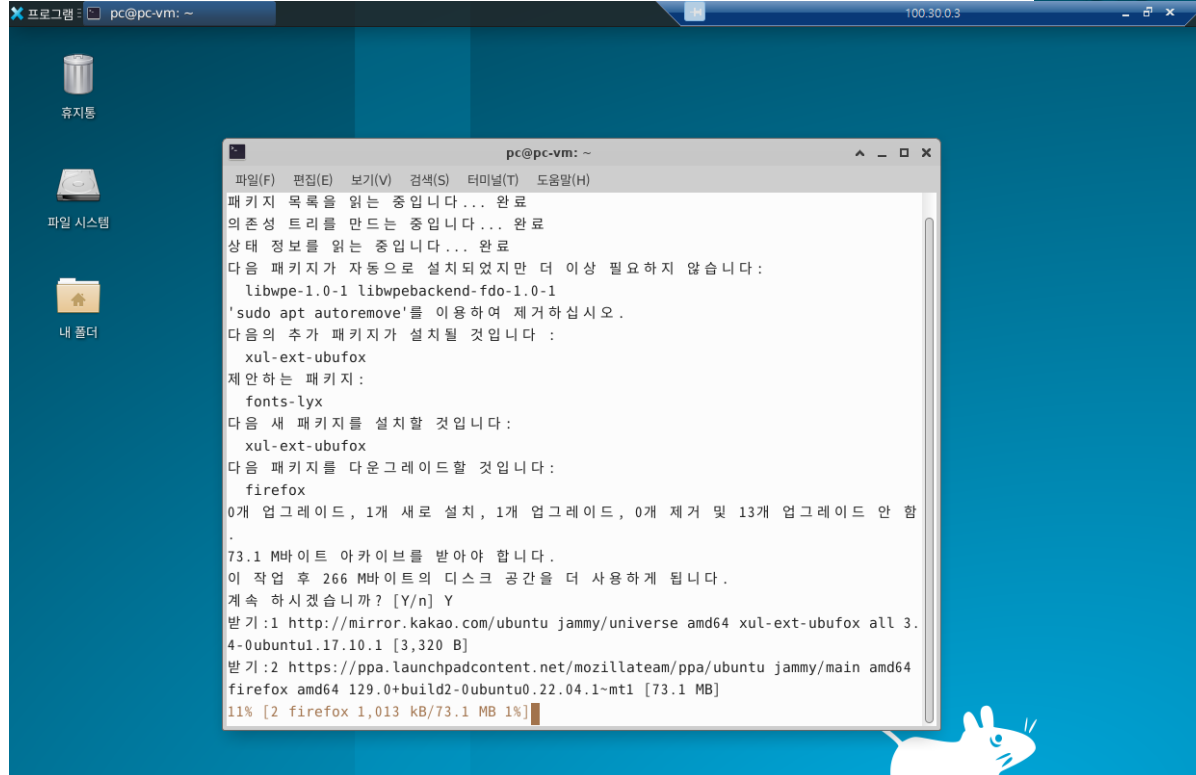 프로그램
pc@pc-vm: ~
H
100.30.0.3
휴지통
파일 시스템
내 폴더
pc@pc-vm: ~
파일(F) 편집(E) 보기(V) 검색(S) 터미널(T) 도움말(H)
패키지 목록을 읽는 중입니다... 완료
의존성 트리를 만드는 중입니다... 완료
상태 정보를 읽는 중입니다... 완료
다음 패키지가 자동으로 설치되었지만 더 이상 필요하지 않습니다:
libwpe-1.0-1 libwpebackend-fdo-1.0-1
'sudo apt autoremove'를 이용하여 제거하십시오.
다음의 추가 패키지가 설치될 것입니다 :
xul-ext-ubufox
제안하는 패키지:
fonts-lyx
다음 새 패키지를 설치할 것입니다:
xul-ext-ubufox
다음 패키지를 다운그레이드할 것입니다:
firefox
0개 업그레이드, 1개 새로 설치, 1개 업그레이드, 0개 제거 및 13개 업그레이드 안 함
.
73.1 M바이트 아카이브를 받아야 합니다.
이 작업 후 266 M바이트의 디스크 공간을 더 사용하게 됩니다.
계속 하시겠습니까? [Y/n] Y
받기:1 http://mirror.kakao.com/ubuntu jammy/universe amd64 xul-ext-ubufox all 3.
4-0ubuntu1.17.10.1 [3,320 B]
받기:2 https://ppa.launchpadcontent.net/mozillateam/ppa/ubuntu jammy/main amd64
firefox amd64 129.0+build2-0ubuntu0.22.04.1~mt1 [73.1 MB]
11% [2 firefox 1,013 kB/73.1 MB 1%]